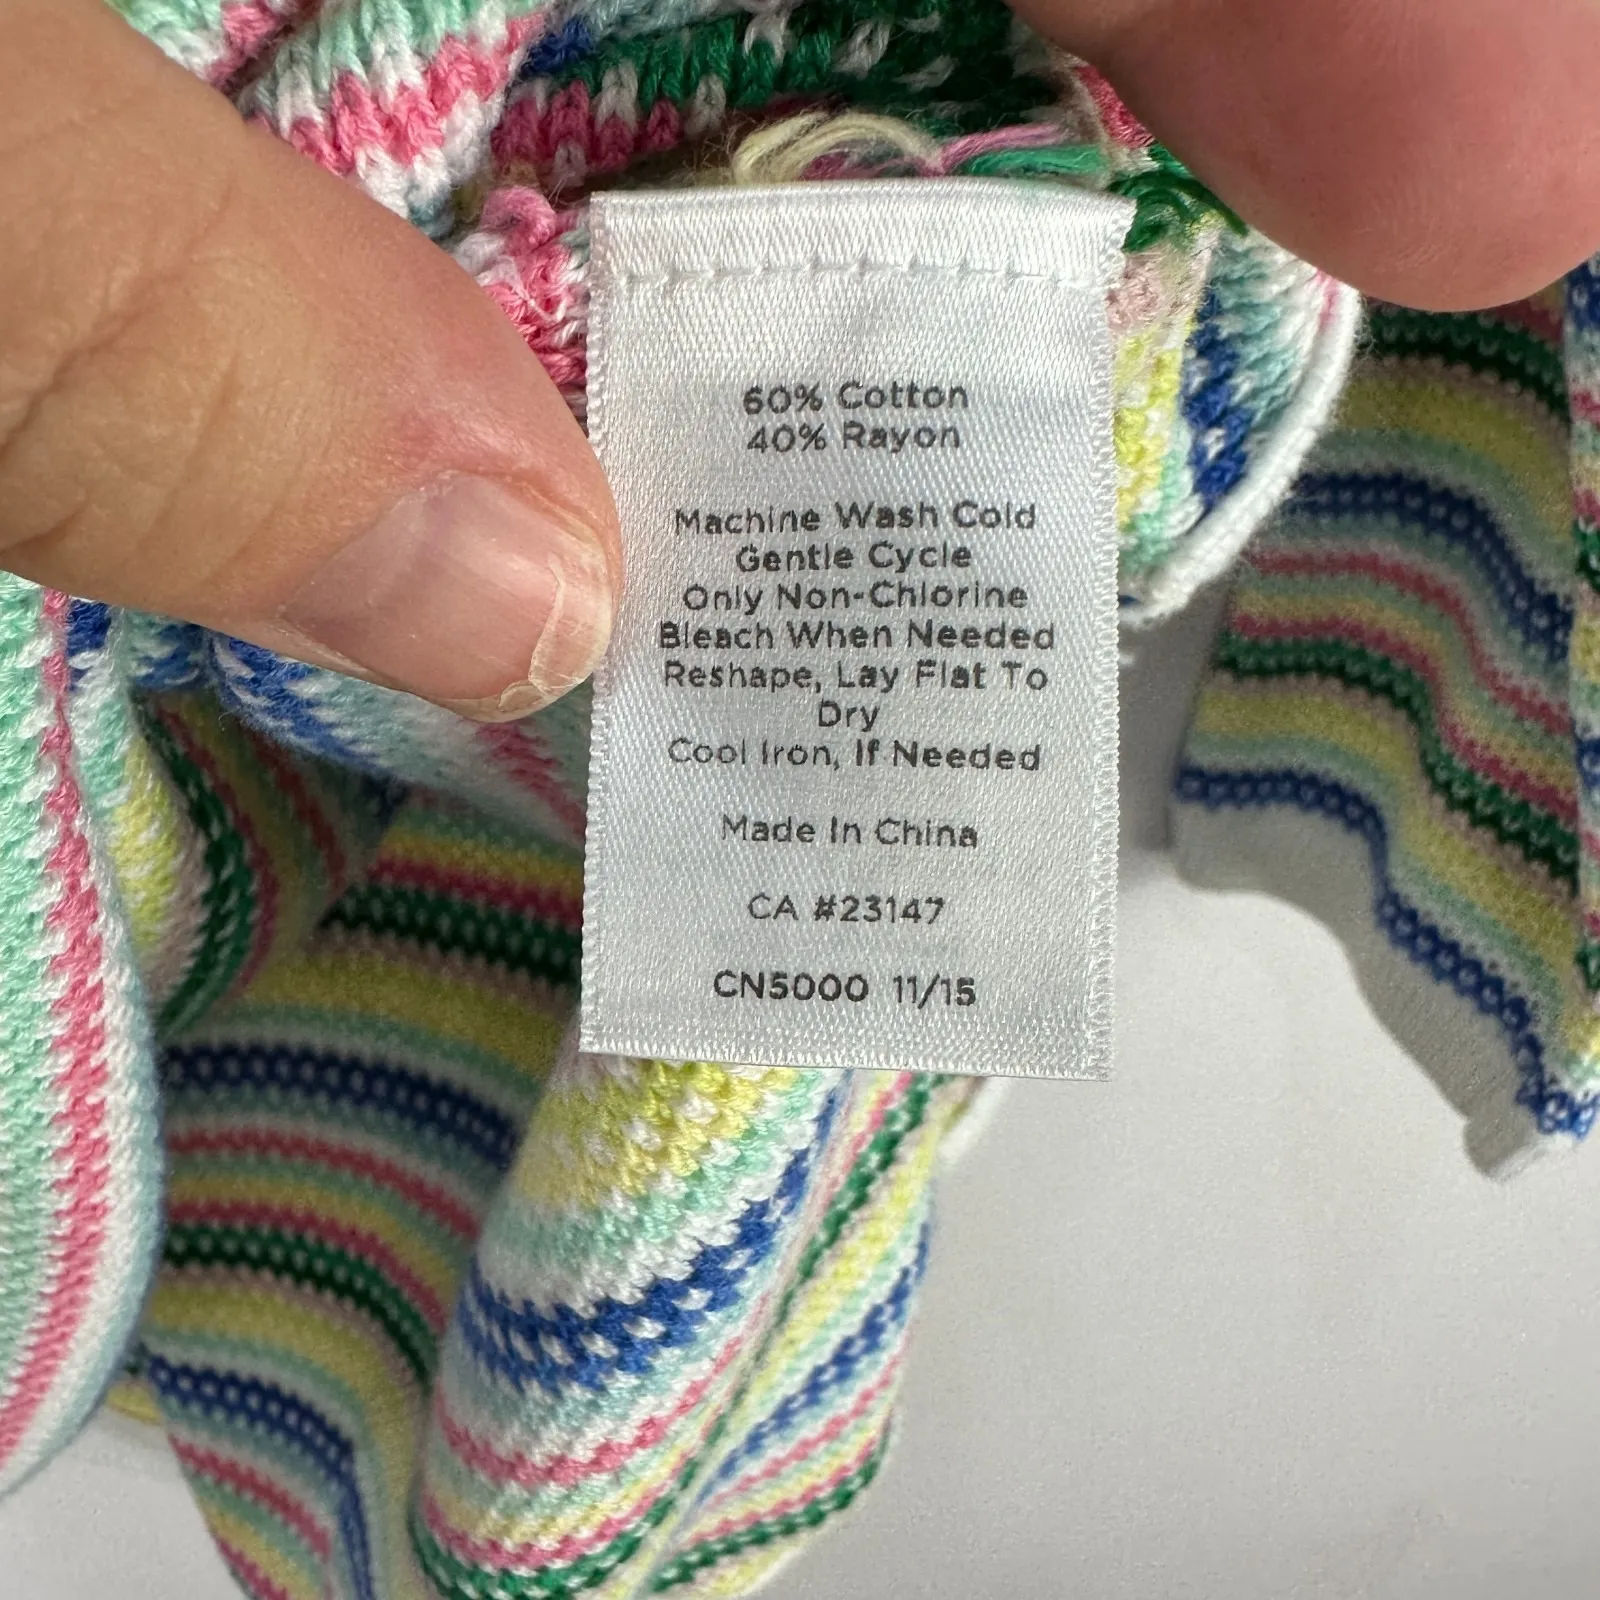 60% Cotton
40% Rayon
Machine Wash Cold
Gentle Cycle
Only Non-Chlorine
Bleach When Needed
Reshape, Lay Flat To
Dry
Cool Iron, If Needed
Made In China
CA #23147
CN5000 11/15